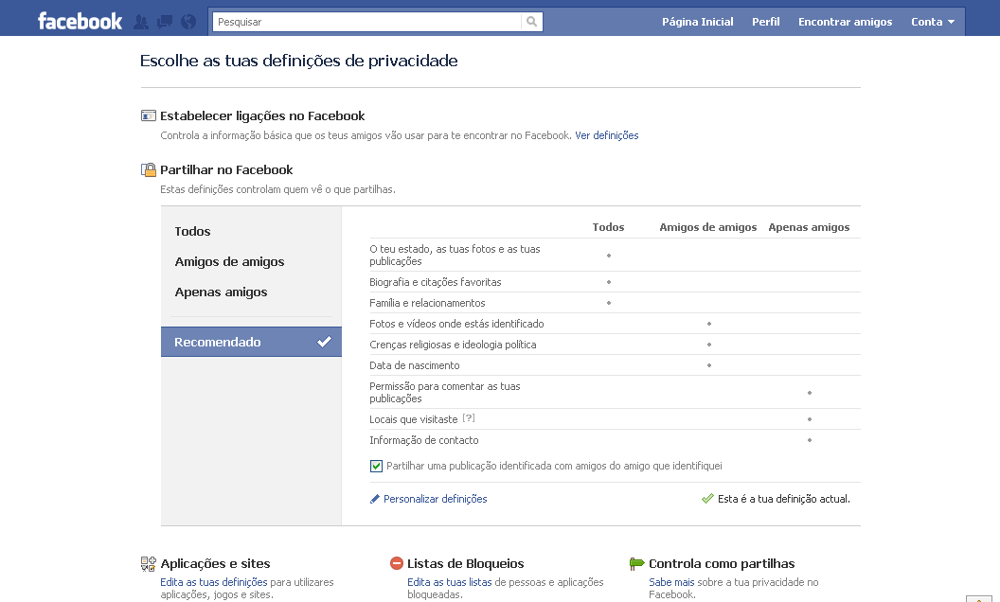 facebook
Pesquisar
Página Inicial Perfil Encontrar amigos Conta
Escolhe as tuas definições de privacidade
Estabelecer ligações no Facebook
Controla a informação básica que os teus amigos vão usar para te encontrar no Facebook. Ver definições
Partilhar no Facebook
Estas definições controlam quem vê o que partilhas.
Todos
Amigos de amigos
Apenas amigos
Recomendado
Todos Amigos de amigos Apenas amigos
O teu estado, as tuas fotos e as tuas
publicações
Biografia e citações favoritas
Família e relacionamentos
Fotos e vídeos onde estás identificado
Crenças religiosas e ideologia política
Data de nascimento
Permissão para comentar as tuas
publicações
Locais que visitaste [?]
Informação de contacto
Partilhar uma publicação identificada com amigos do amigo que identifiquei
Personalizar definições
Esta é a tua definição actual.
Aplicações e sites
Edita as tuas definições para utilizares
aplicações, jogos e sites.
Listas de Bloqueios
Edita as tuas listas de pessoas e aplicações
bloqueadas.
Controla como partilhas
Sabe mais sobre a tua privacidade no
Facebook.